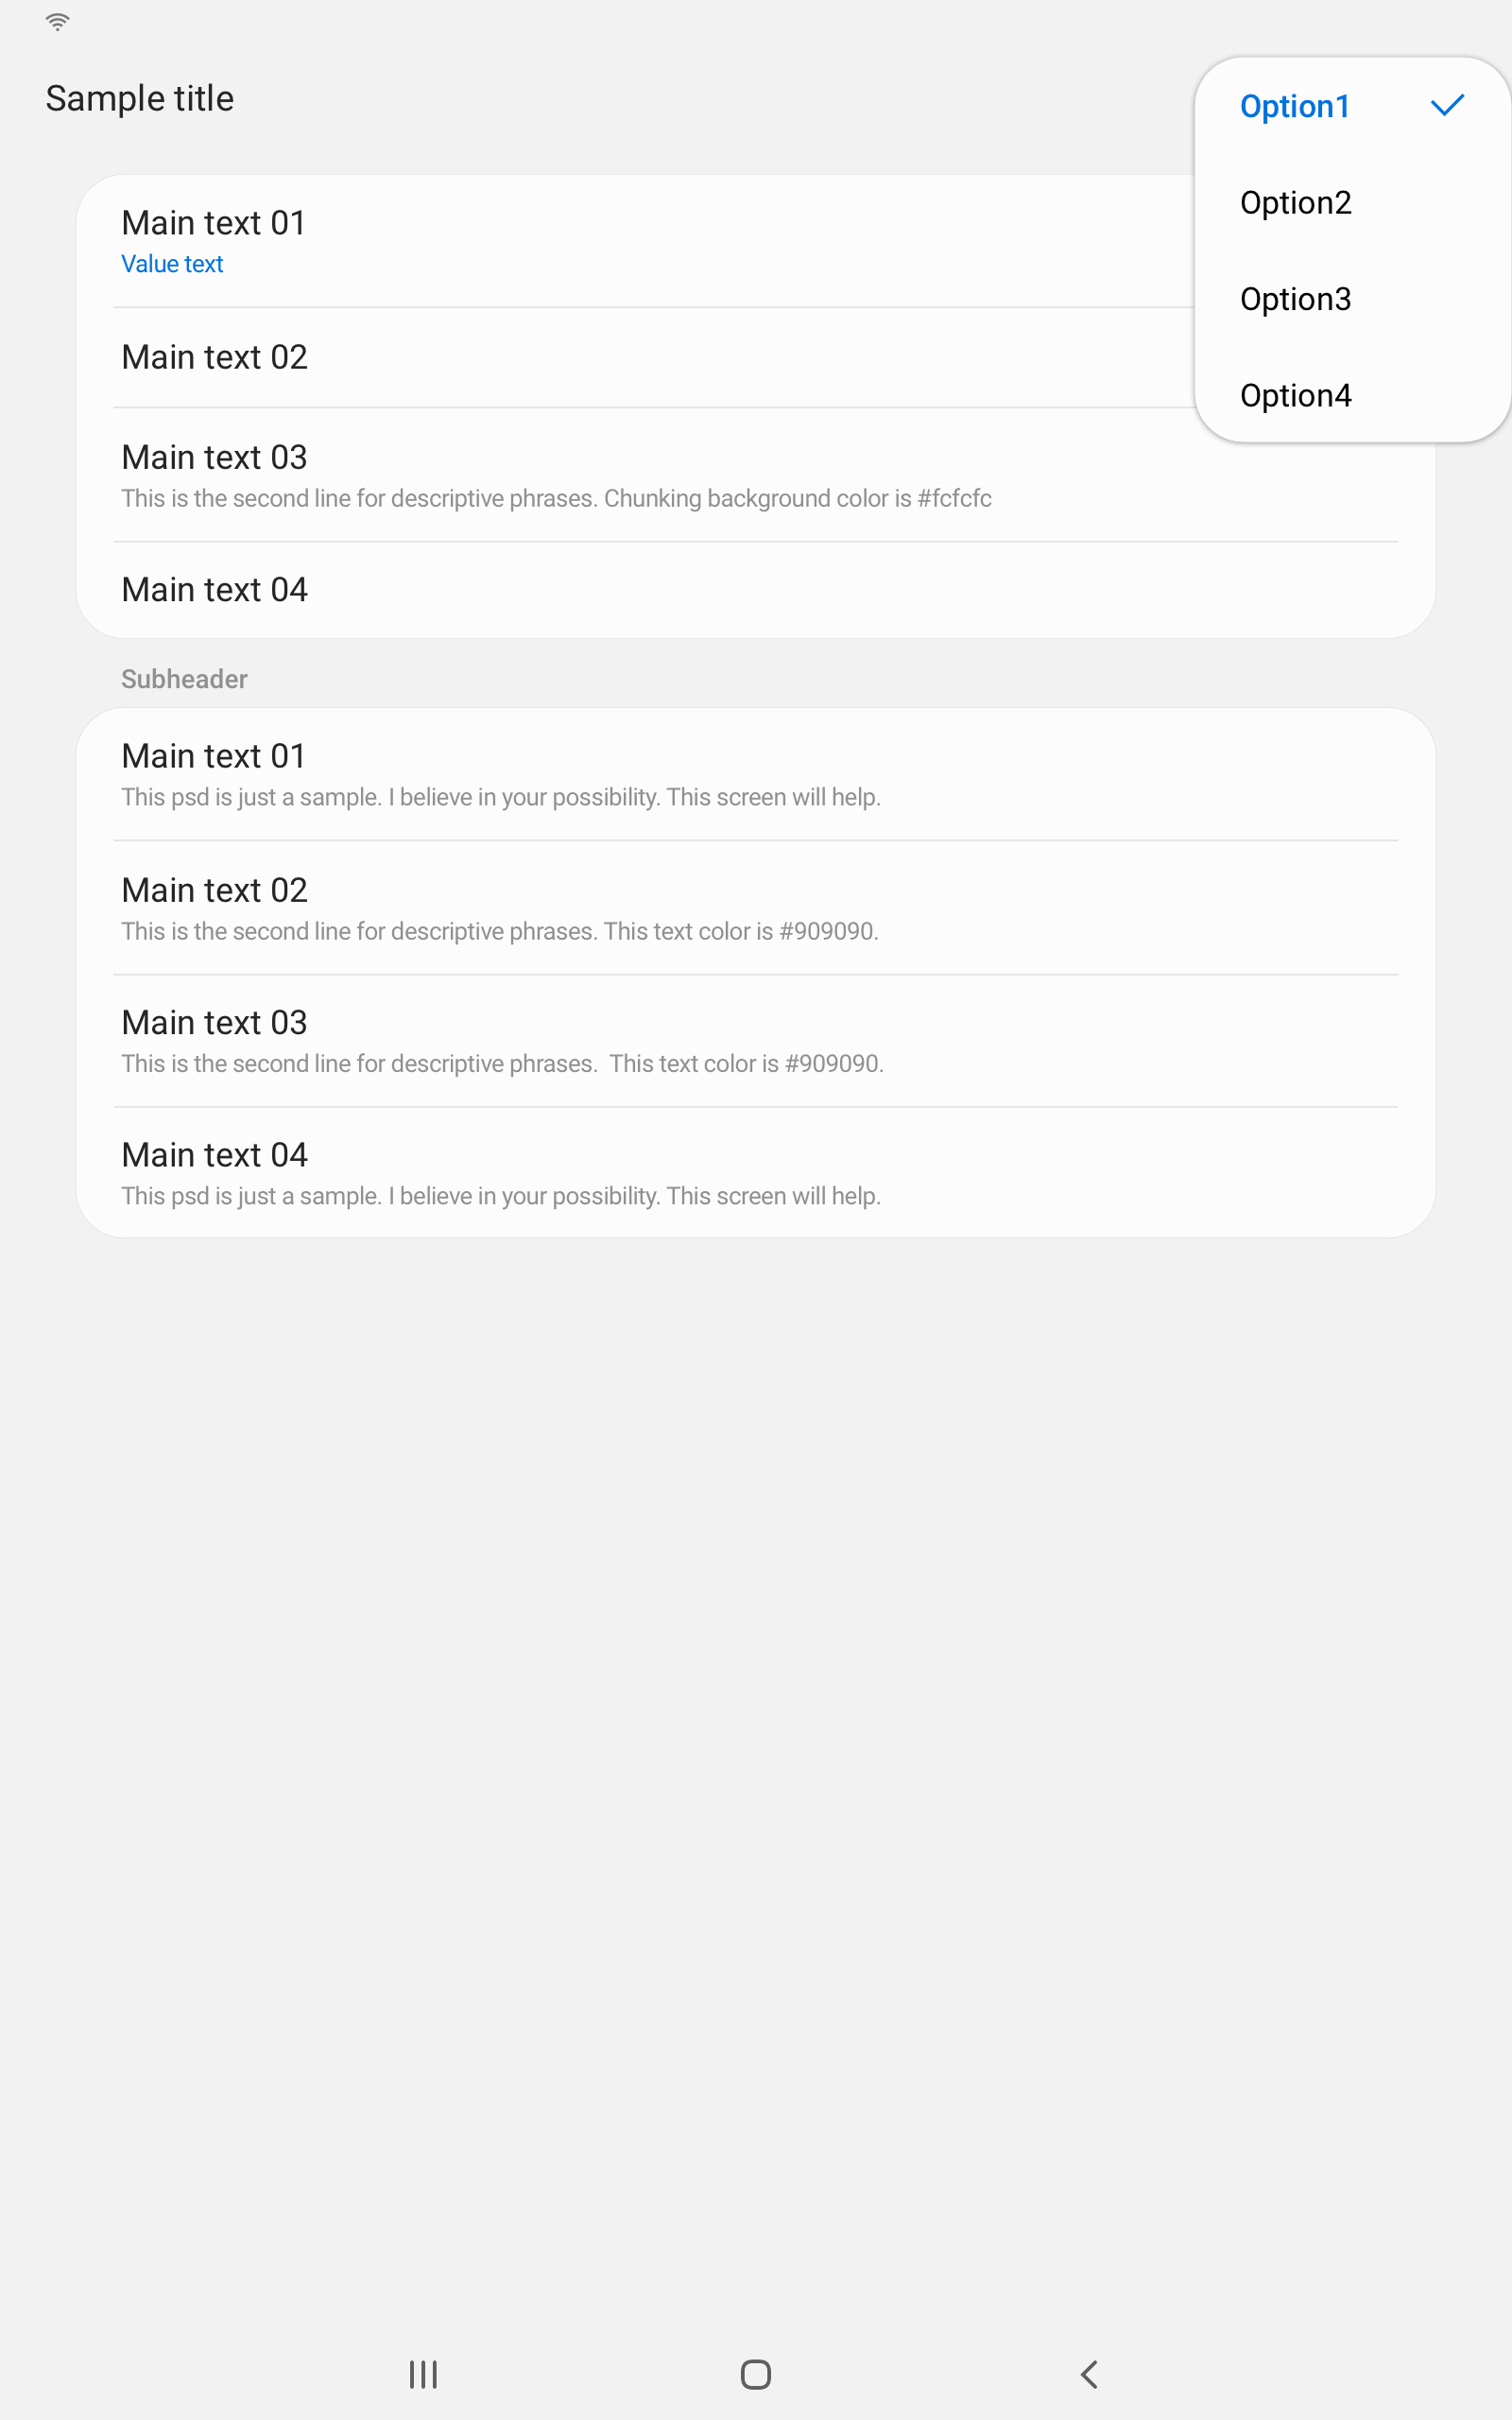 Sample title
Option1
Option2
Option3
Option4
Main text 01
Value text
Main text 02
Main text 03
This is the second line for descriptive phrases. Chunking background color is #fcfcfc
Main text 04
Subheader
Main text 01
This psd is just a sample. I believe in your possibility. This screen will help.
Main text 02
This is the second line for descriptive phrases. This text color is #909090.
Main text 03
This is the second line for descriptive phrases.  This text color is #909090.
Main text 04
This psd is just a sample. I believe in your possibility. This screen will help.